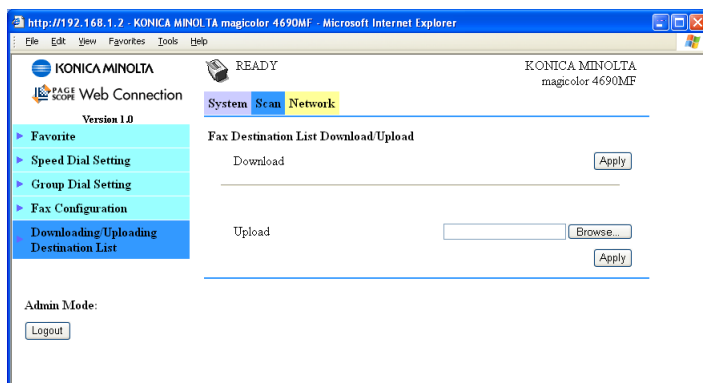 http://192.168.1.2 - KONICA MINOLTA magicolor 4690MF - Microsoft Internet Explorer
File Edit View Favorites Tools Help
KONICA MINOLTA
PAGE SCOPE Web Connection
Version 1.0
READY
KONICA MINOLTA
magicolor 4690MF
System Scan Network
Favorite
Speed Dial Setting
Group Dial Setting
Fax Configuration
Downloading/Uploading
Destination List
Fax Destination List Download/Upload
Download Apply
Upload Browse...
Apply
Admin Mode:
Logout